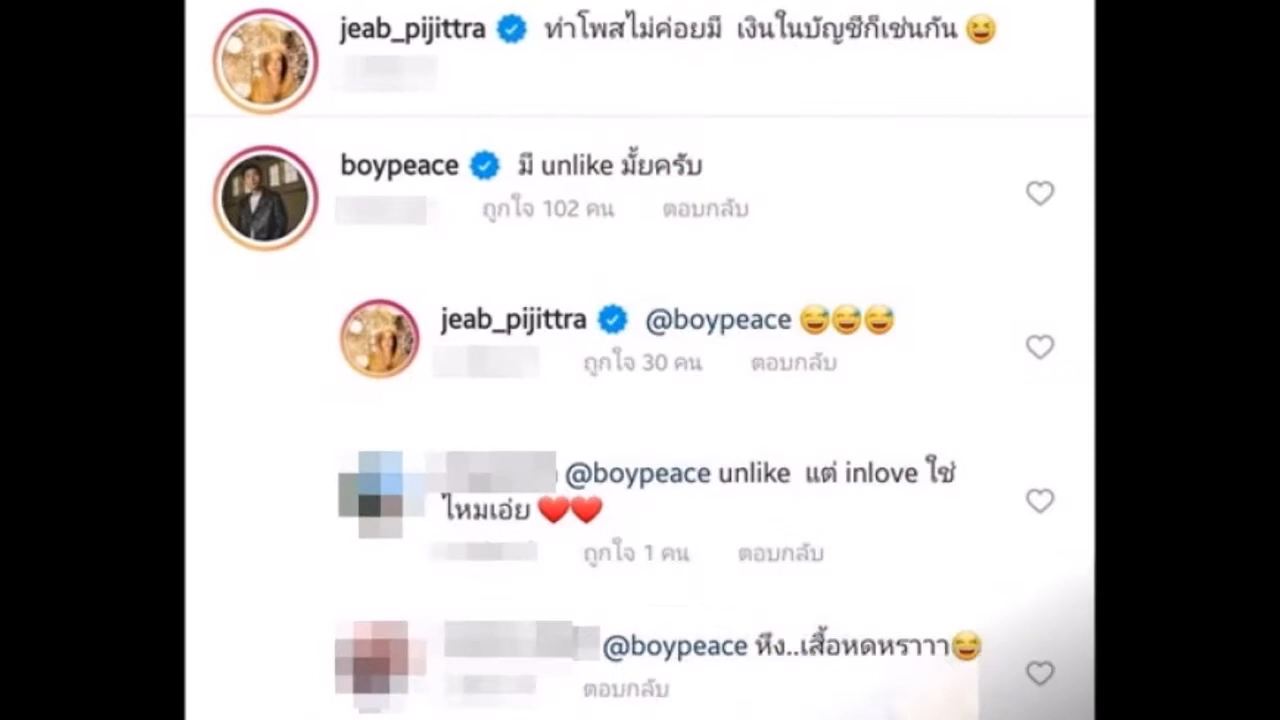 jeab_pijittra ทำโพสไม่ค่อยมี เงินในบัญชีก็เช่นกัน 😆
boypeace มี unlike มั้ยครับ
ถูกใจ 102 คน ตอบกลับ
jeab_pijittra @boypeace 😅😅😅
ถูกใจ 30 คน ตอบกลับ
@boypeace unlike แต่ inlove ใช่
ไหมเอ่ย ❤️❤️
ถูกใจ 1 คน ตอบกลับ
@boypeace หึง..เสื้อหดหราาา😅
ตอบกลับ